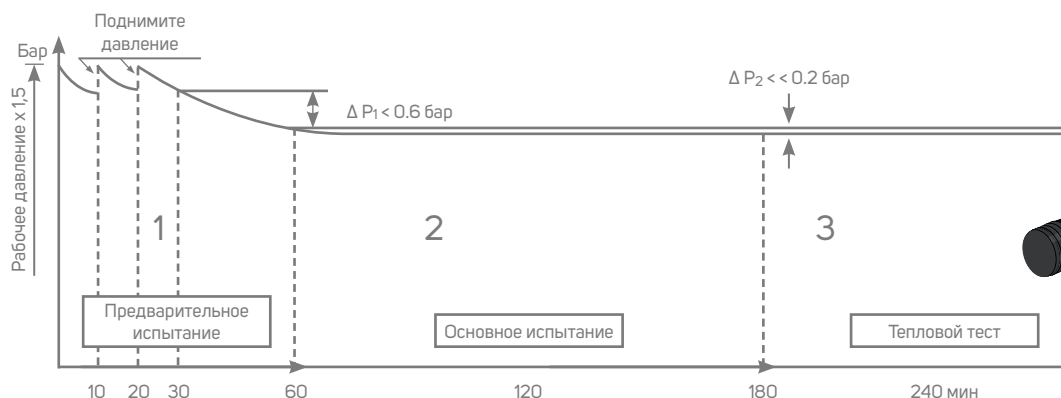 Поднимите
давление
Бар
Рабочее давление x 1,5
Δ P1 < 0.6 бар
Δ P2 < < 0.2 бар
1
2
3
Предварительное
испытание
Основное испытание
Тепловой тест
10 20 30 60 120 180 240 мин